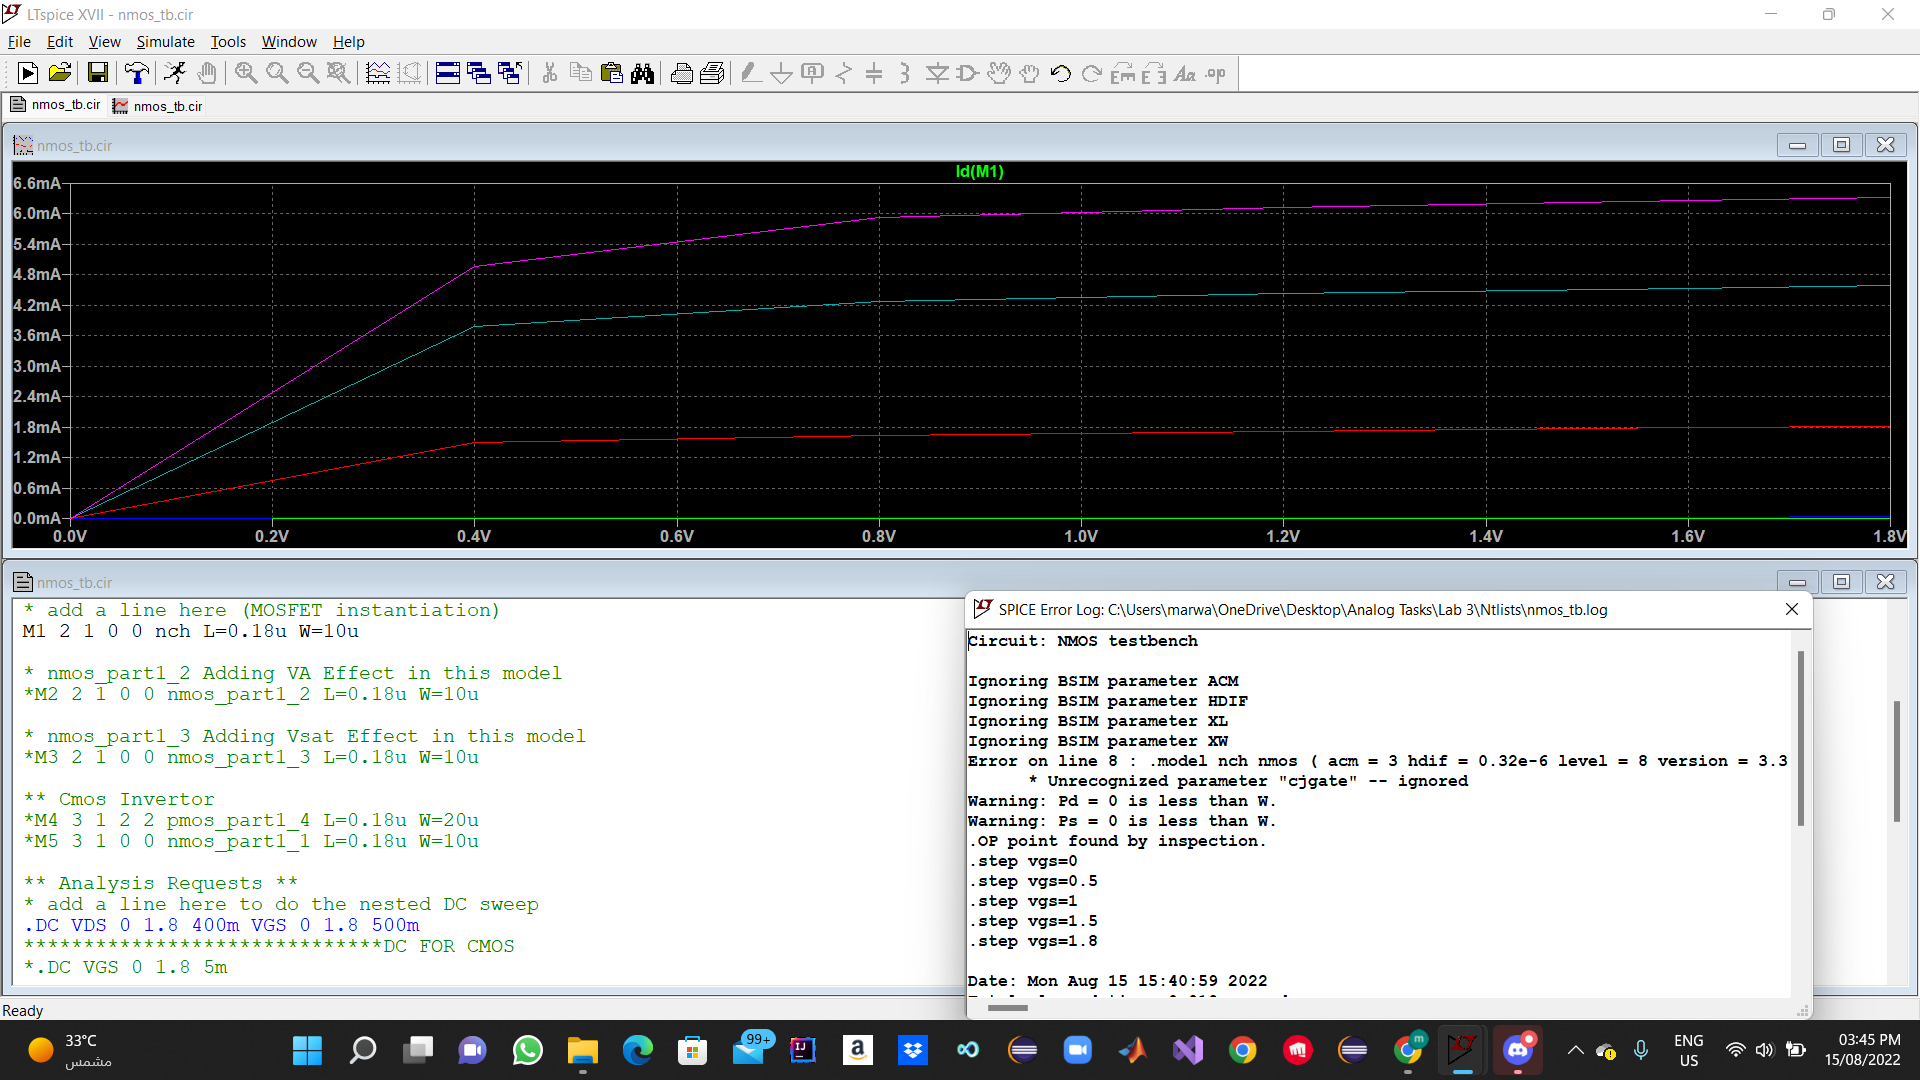 LTspice XVII - nmos_tb.cir
File Edit View Simulate Tools Window Help
nmos_tb.cir nmos_tb.cir
nmos_tb.cir
Id(M1)
6.6mA
6.0mA
5.4mA
4.8mA
4.2mA
3.6mA
3.0mA
2.4mA
1.8mA
1.2mA
0.6mA
0.0mA
0.0V 0.2V 0.4V 0.6V 0.8V 1.0V 1.2V 1.4V 1.6V 1.8V
nmos_tb.cir
* add a line here (MOSFET instantiation)
M1 2 1 0 0 nch L=0.18u W=10u
* nmos_part1_2 Adding VA Effect in this model
*M2 2 1 0 0 nmos_part1_2 L=0.18u W=10u
* nmos_part1_3 Adding Vsat Effect in this model
*M3 2 1 0 0 nmos_part1_3 L=0.18u W=10u
** Cmos Invertor
*M4 3 1 2 2 pmos_part1_4 L=0.18u W=20u
*M5 3 1 0 0 nmos_part1_1 L=0.18u W=10u
** Analysis Requests **
* add a line here to do the nested DC sweep
.DC VDS 0 1.8 400m VGS 0 1.8 500m
******************************DC FOR CMOS
*.DC VGS 0 1.8 5m
SPICE Error Log: C:\Users\marwa\OneDrive\Desktop\Analog Tasks\Lab 3\Ntlists\nmos_tb.log
Circuit: NMOS testbench
Ignoring BSIM parameter ACM
Ignoring BSIM parameter HDIF
Ignoring BSIM parameter XL
Ignoring BSIM parameter XW
Error on line 8 : .model nch nmos ( acm = 3 hdif = 0.32e-6 level = 8 version = 3.3
* Unrecognized parameter "cjgate" -- ignored
Warning: Pd = 0 is less than W.
Warning: Ps = 0 is less than W.
.OP point found by inspection.
.step vgs=0
.step vgs=0.5
.step vgs=1
.step vgs=1.5
.step vgs=1.8
Date: Mon Aug 15 15:40:59 2022
Ready
33°C
مشمس
99+
ENG
US
03:45 PM
15/08/2022